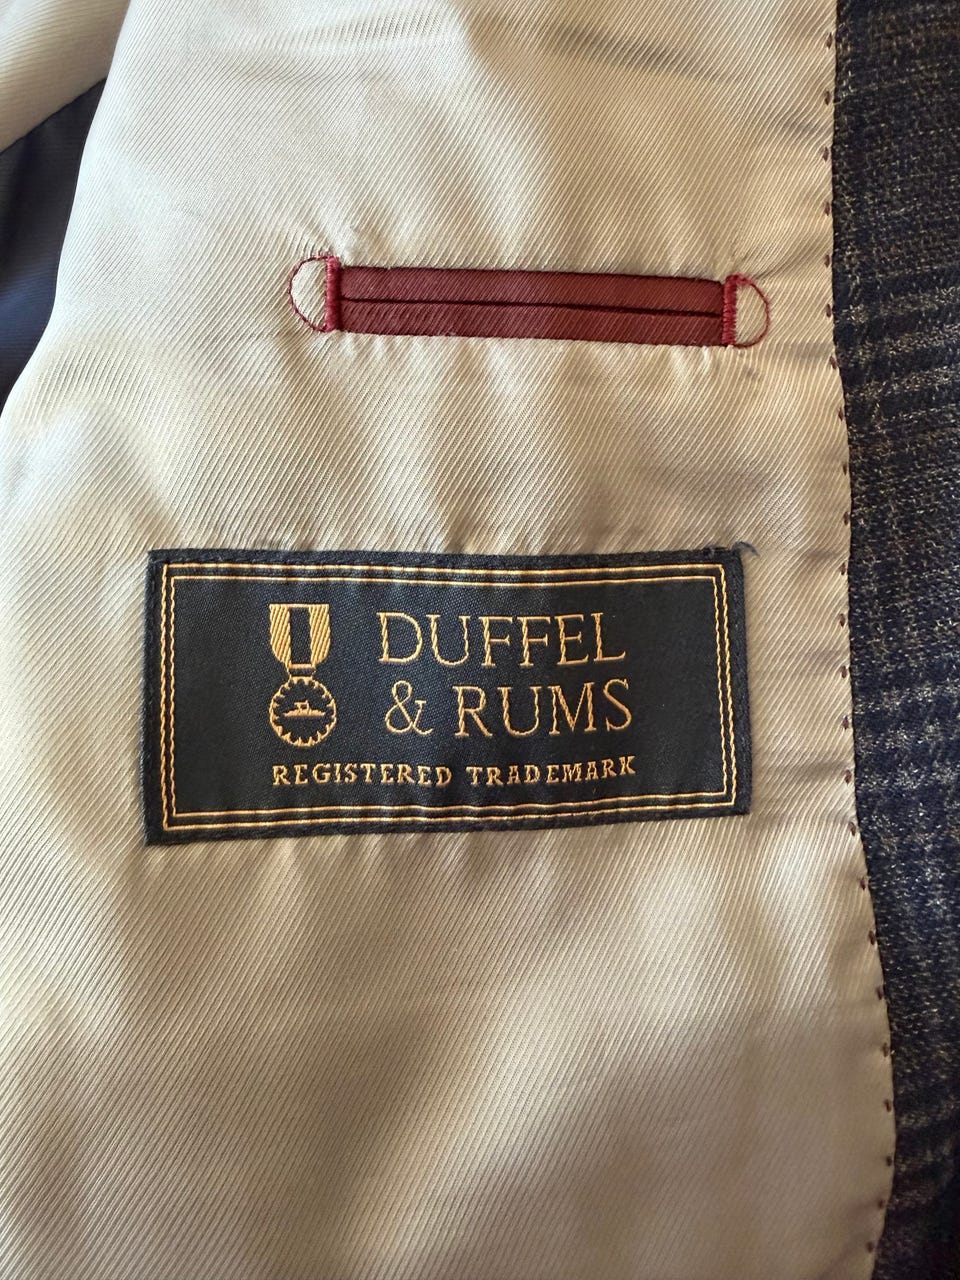 DUFFEL
& RUMS
REGISTERED TRADEMARK